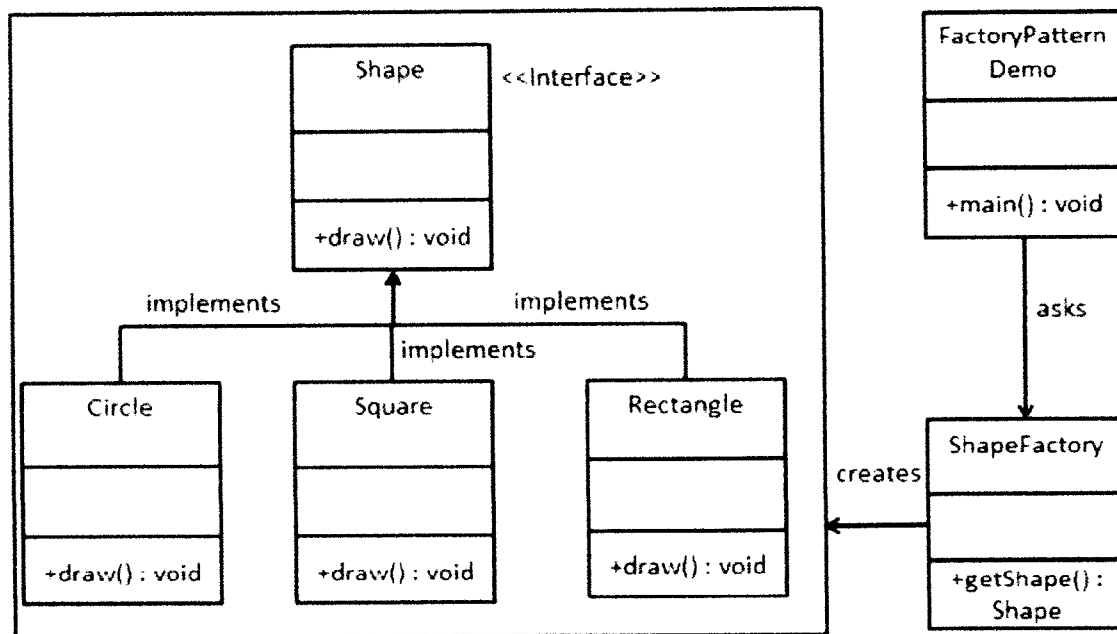 Shape
<<Interface>>
+draw() : void
implements
implements
implements
Circle
+draw() : void
Square
+draw() : void
Rectangle
+draw() : void
FactoryPattern
Demo
+main() : void
asks
ShapeFactory
+getShape() :
Shape
creates